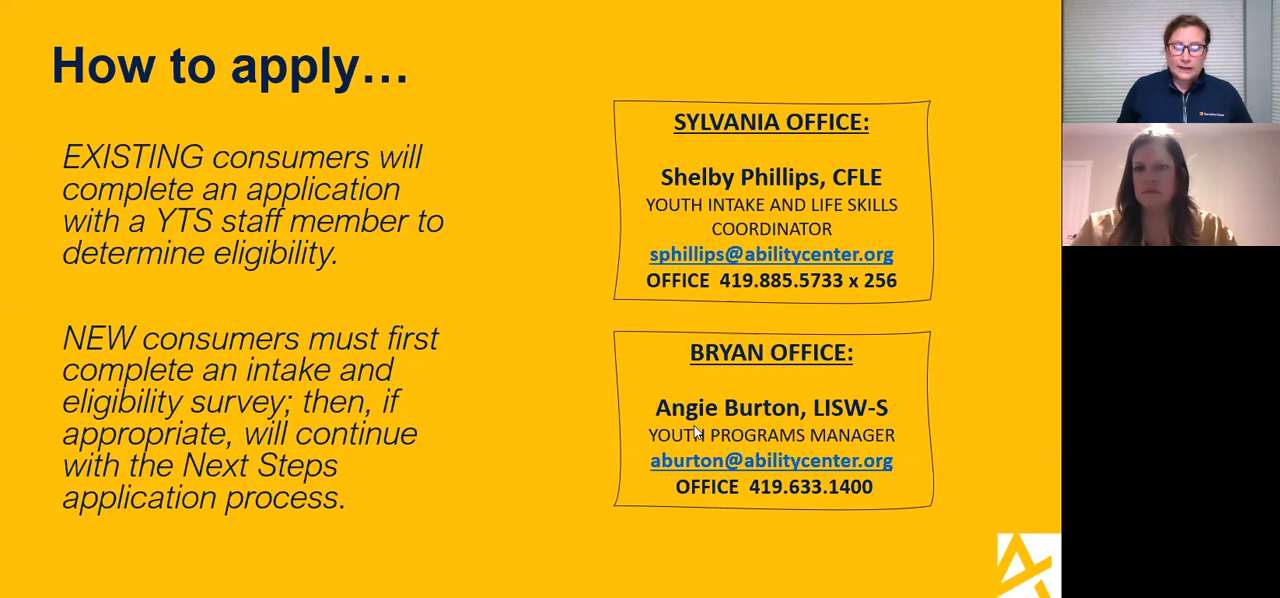 How to apply…
EXISTING consumers will
complete an application
with a YTS staff member to
determine eligibility.
NEW consumers must first
complete an intake and
eligibility survey; then, if
appropriate, will continue
with the Next Steps
application process.
SYLVANIA OFFICE:
Shelby Phillips, CFLE
YOUTH INTAKE AND LIFE SKILLS
COORDINATOR
sphillips@abilitycenter.org
OFFICE 419.885.5733 x 256
BRYAN OFFICE:
Angie Burton, LISW-S
YOUTH PROGRAMS MANAGER
aburton@abilitycenter.org
OFFICE 419.633.1400